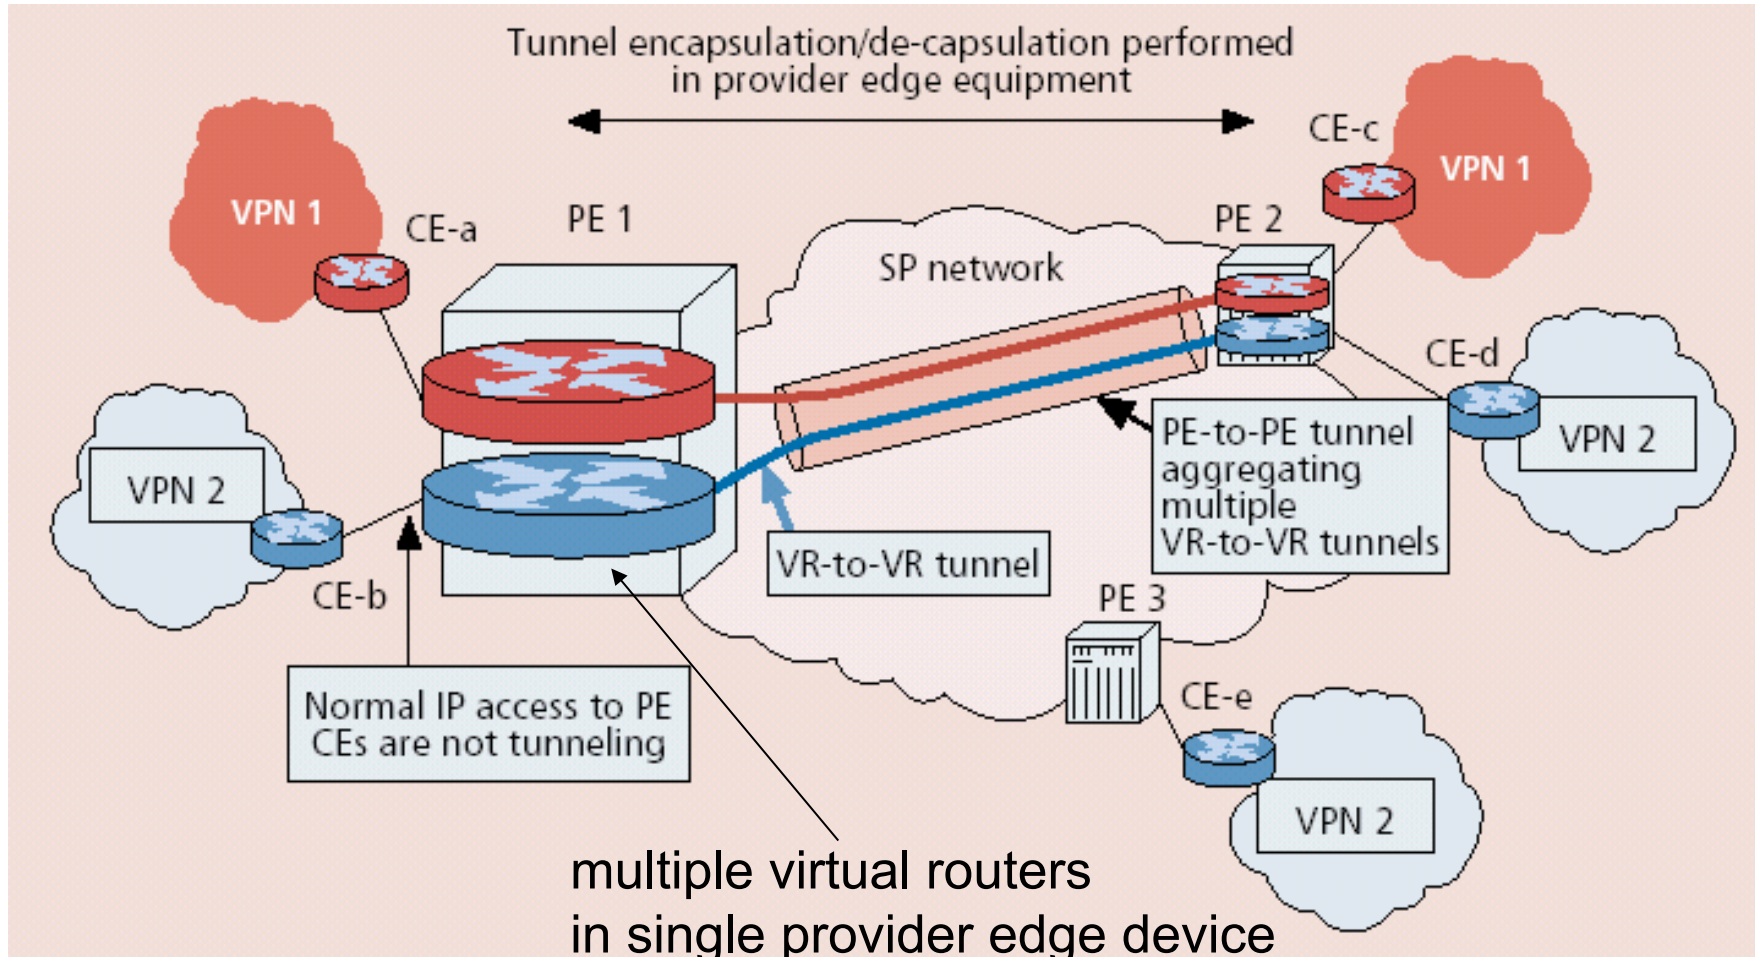 Tunnel encapsulation/de-capsulation performed
in provider edge equipment
CE-c
VPN 1
VPN 1
CE-a
PE 1
PE 2
SP network
CE-d
VPN 2
PE-to-PE tunnel
aggregating
multiple
VR-to-VR tunnels
VPN 2
VR-to-VR tunnel
CE-b
PE 3
Normal IP access to PE
CEs are not tunneling
CE-e
VPN 2
multiple virtual routers
in single provider edge device